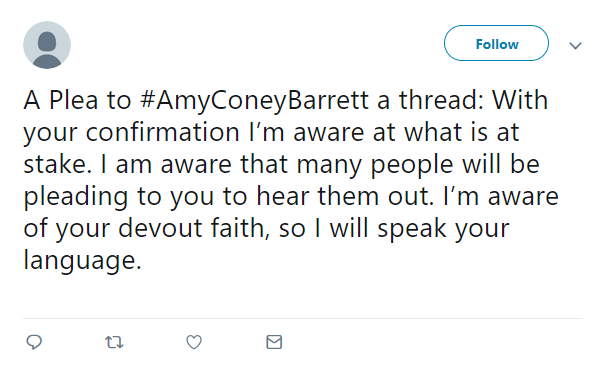 Follow
A Plea to #AmyConeyBarrett a thread: With
your confirmation I’m aware at what is at
stake. I am aware that many people will be
pleading to you to hear them out. I’m aware
of your devout faith, so I will speak your
language.